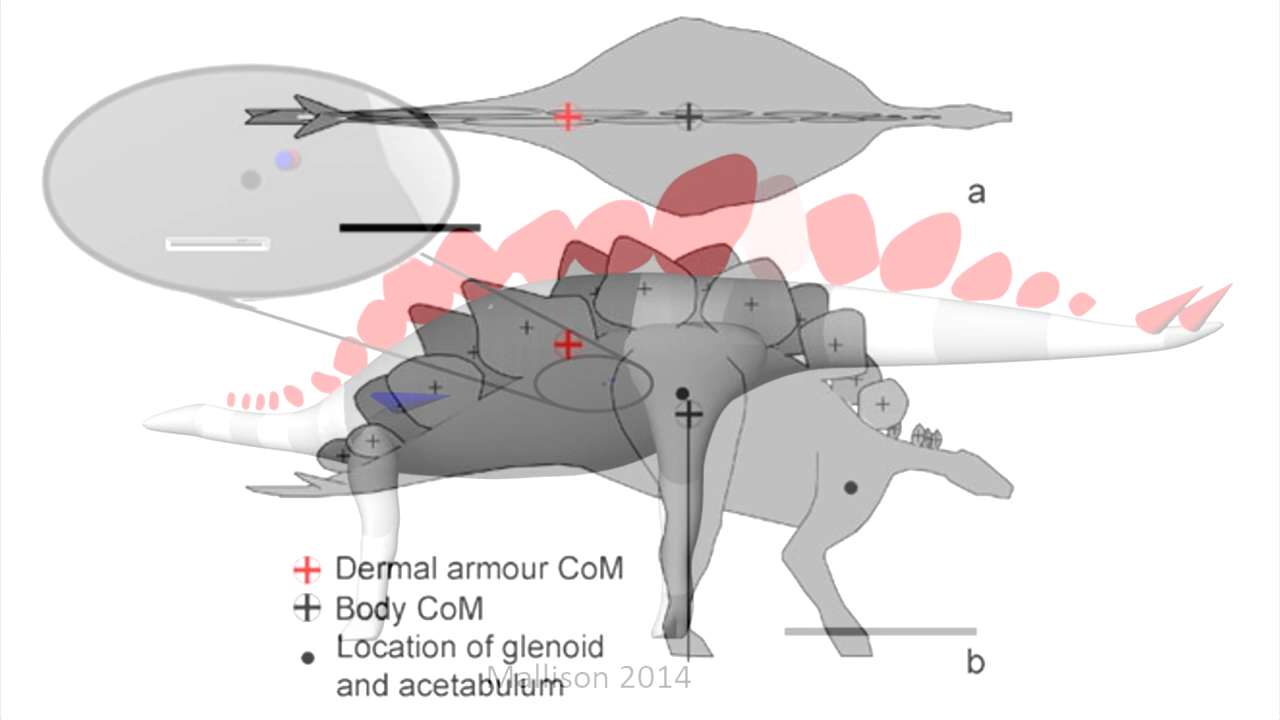 a
Dermal armour CoM
Body CoM
Location of glenoid
and acetabulum
Mallison 2014
b